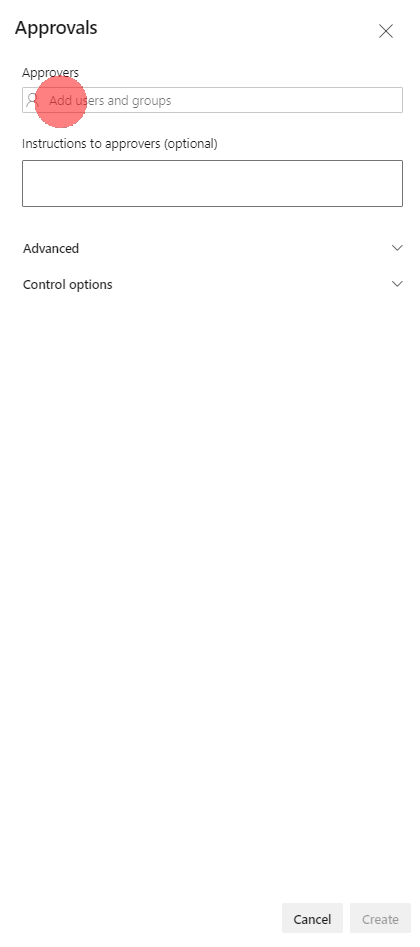 Approvals
Approvers
Add users and groups
Instructions to approvers (optional)
Advanced
Control options
Cancel
Create